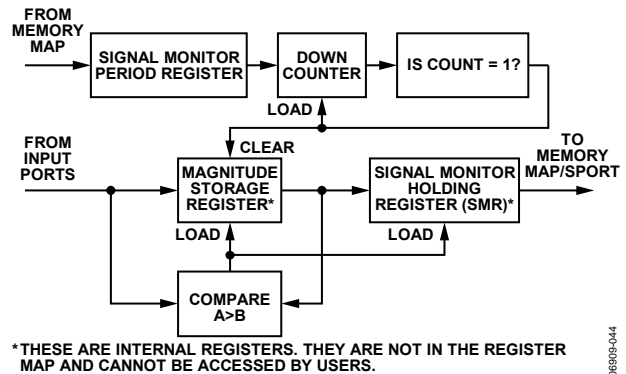 FROM
MEMORY
MAP
SIGNAL MONITOR
PERIOD REGISTER
DOWN
COUNTER
IS COUNT = 1?
LOAD
CLEAR
FROM
INPUT
PORTS
MAGNITUDE
STORAGE
REGISTER*
SIGNAL MONITOR
HOLDING
REGISTER (SMR)*
TO
MEMORY
MAP/SPORT
LOAD
LOAD
COMPARE
A>B
*THESE ARE INTERNAL REGISTERS. THEY ARE NOT IN THE REGISTER
MAP AND CANNOT BE ACCESSED BY USERS.
06909-044